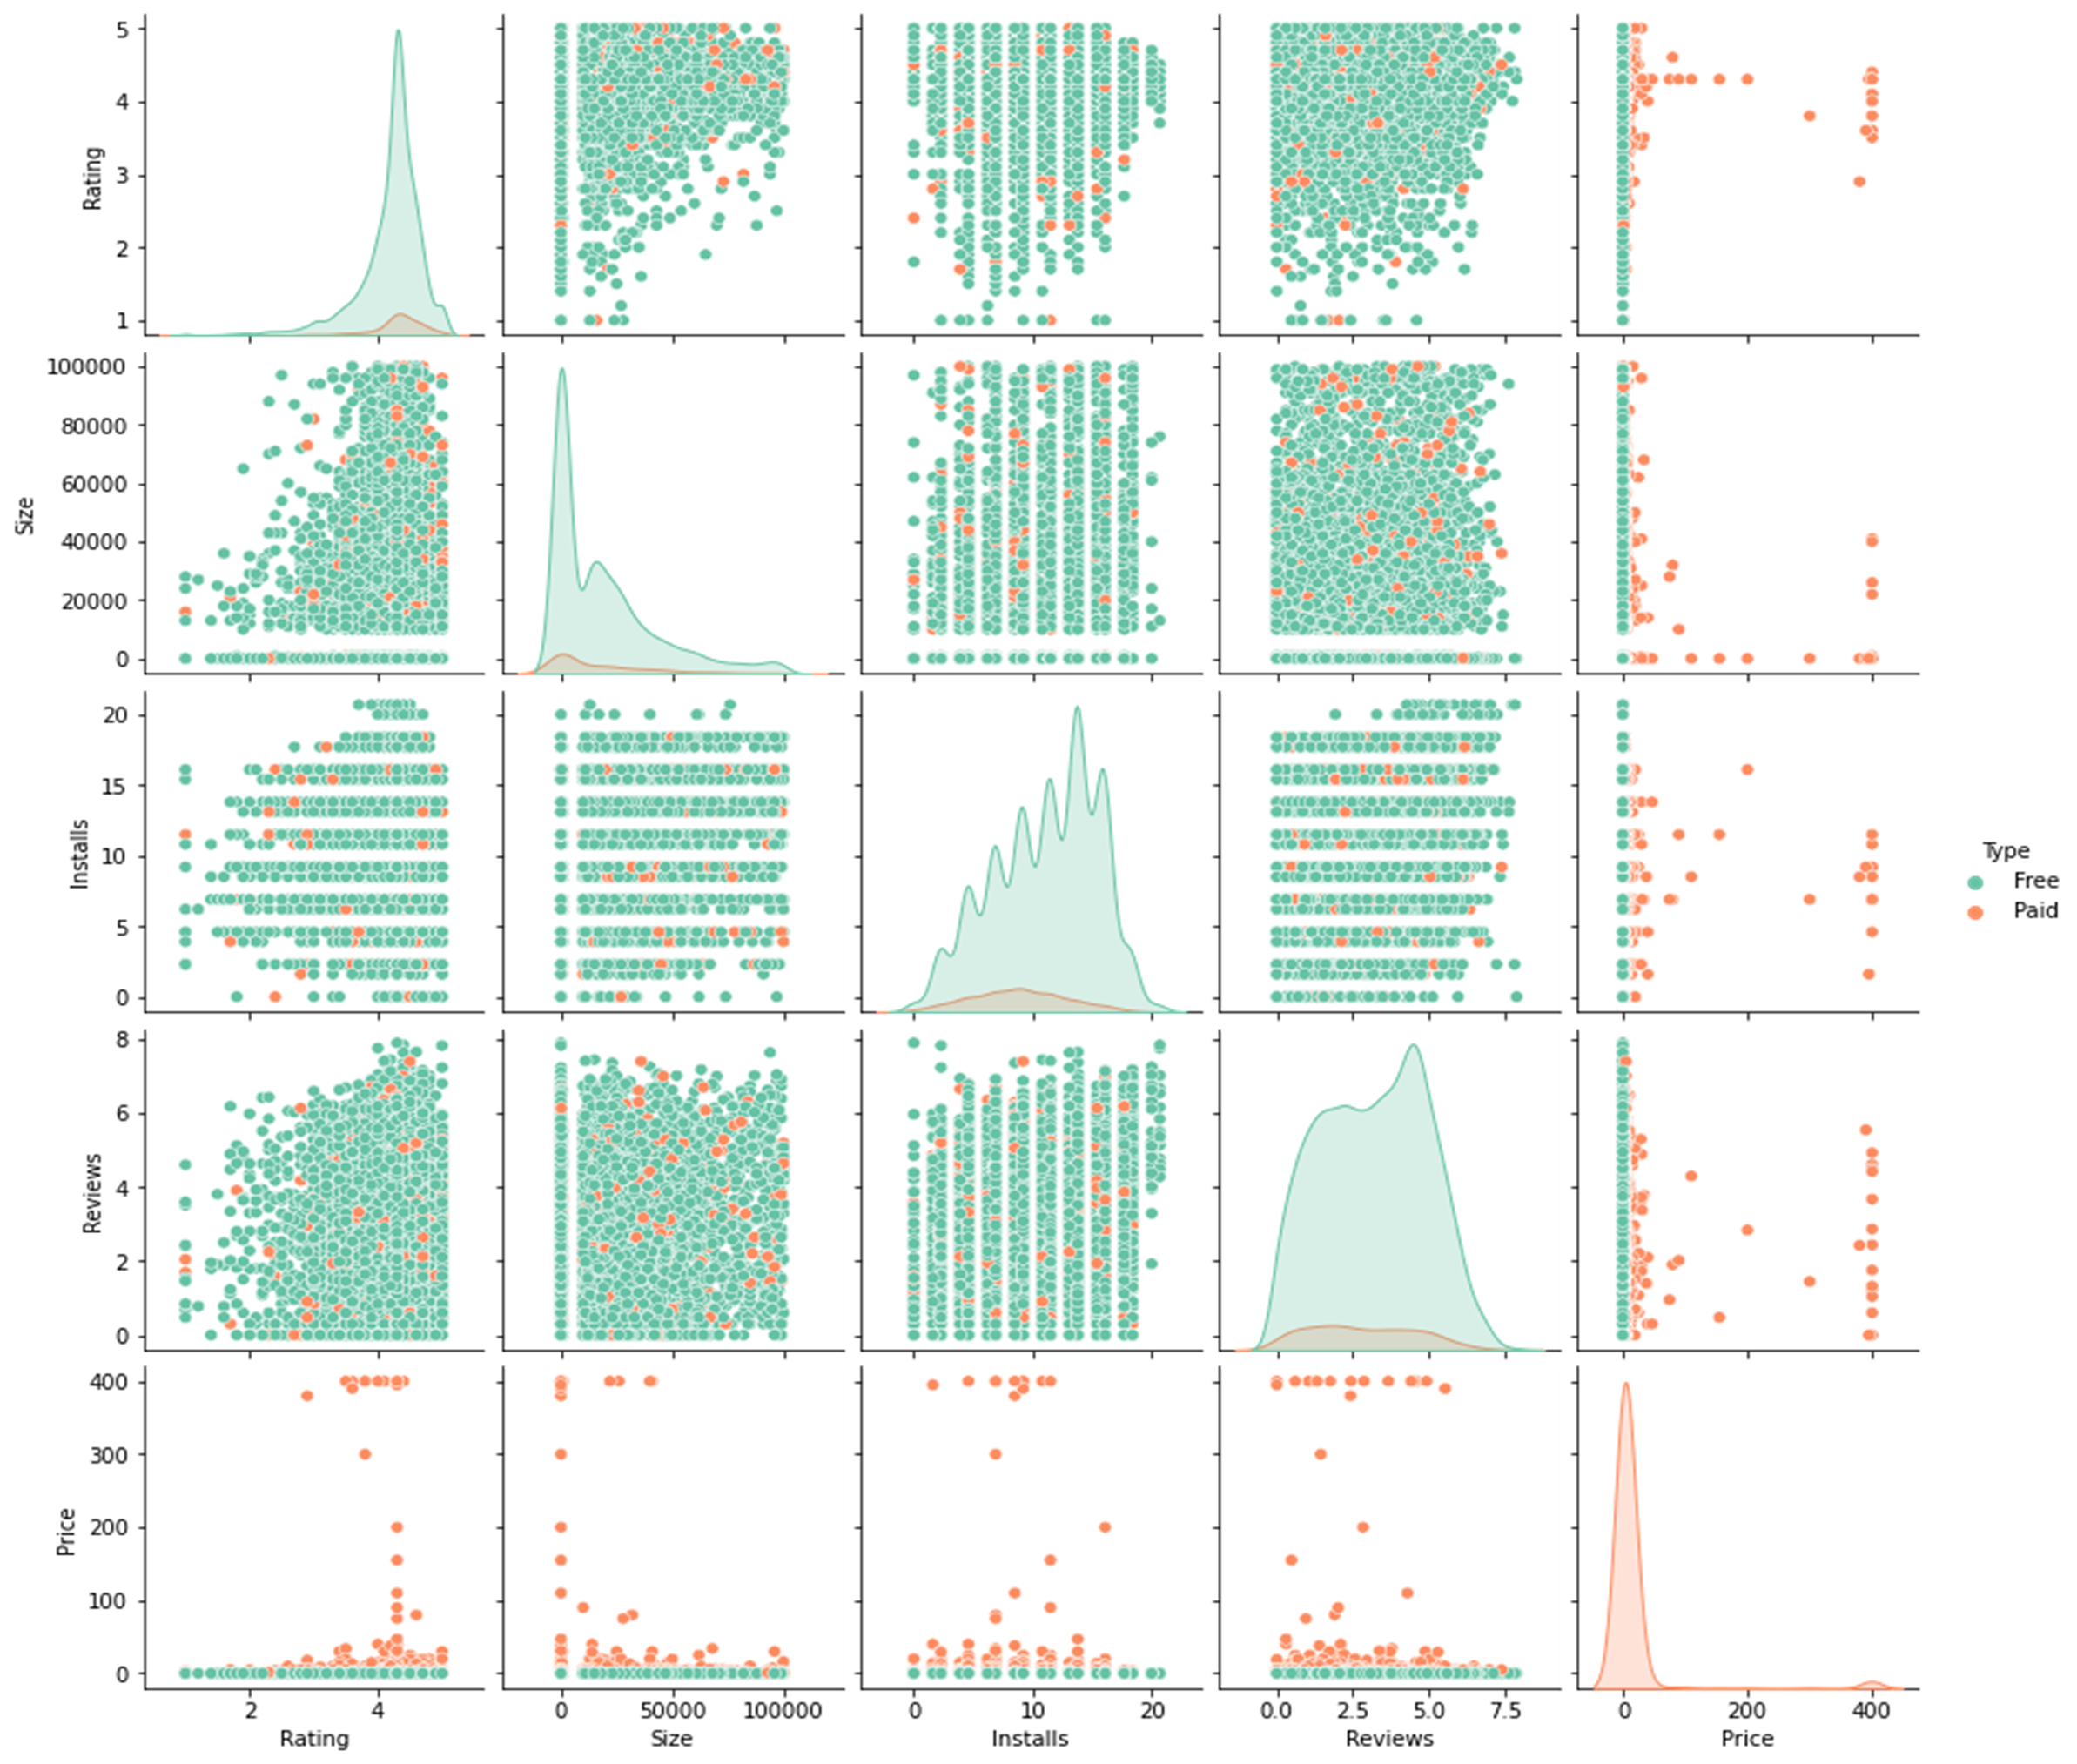 5
4
3
2
1
Rating
100000
80000
60000
40000
20000
0
Size
20
15
10
5
0
Installs
Type
Free
Paid
8
6
4
2
0
Reviews
400
300
200
100
0
Price
2 4 0 50000 100000 0 10 20 0.0 2.5 5.0 7.5 0 200 400
Rating Size Installs Reviews Price